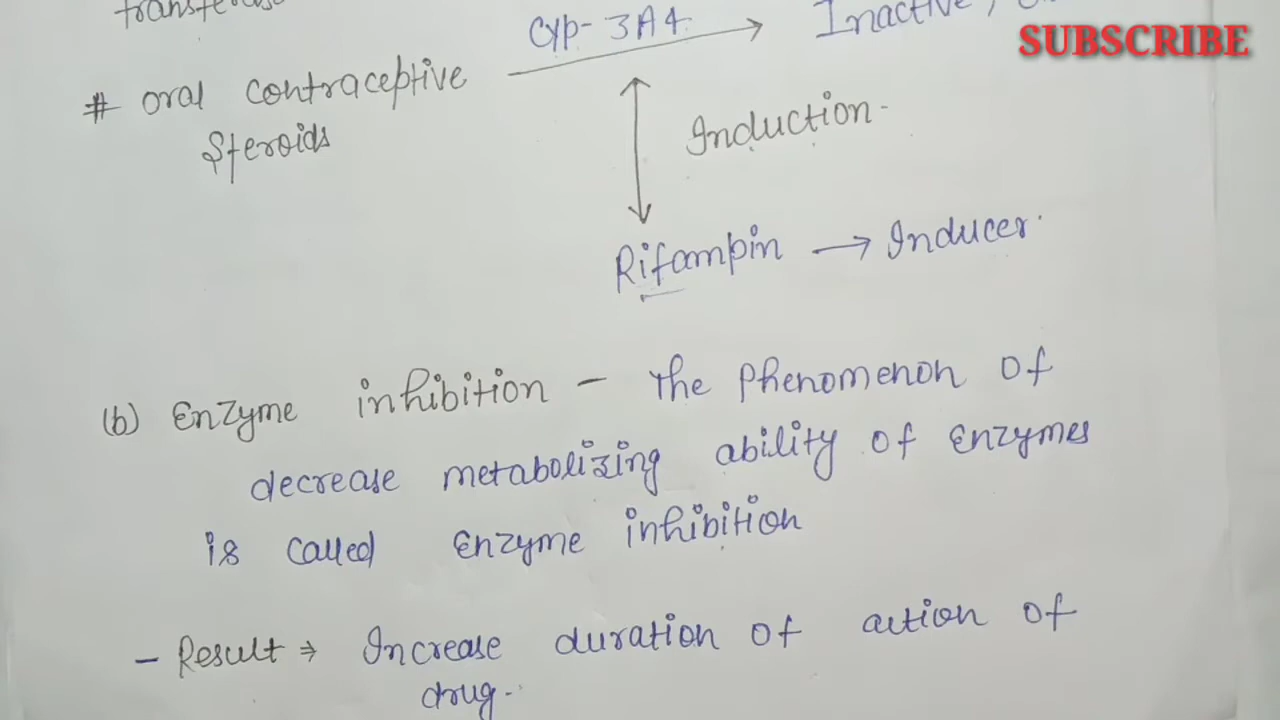 Cyp-3A4
Inactive,
SUBSCRIBE
# oral contraceptive
steroids
Induction.
Rifampin → Inducer.
(b) Enzyme inhibition - The phenomenon of
decrease metabolizing ability of enzymes
is called enzyme inhibition
- Result ⇒ Increase duration of action of
drug.